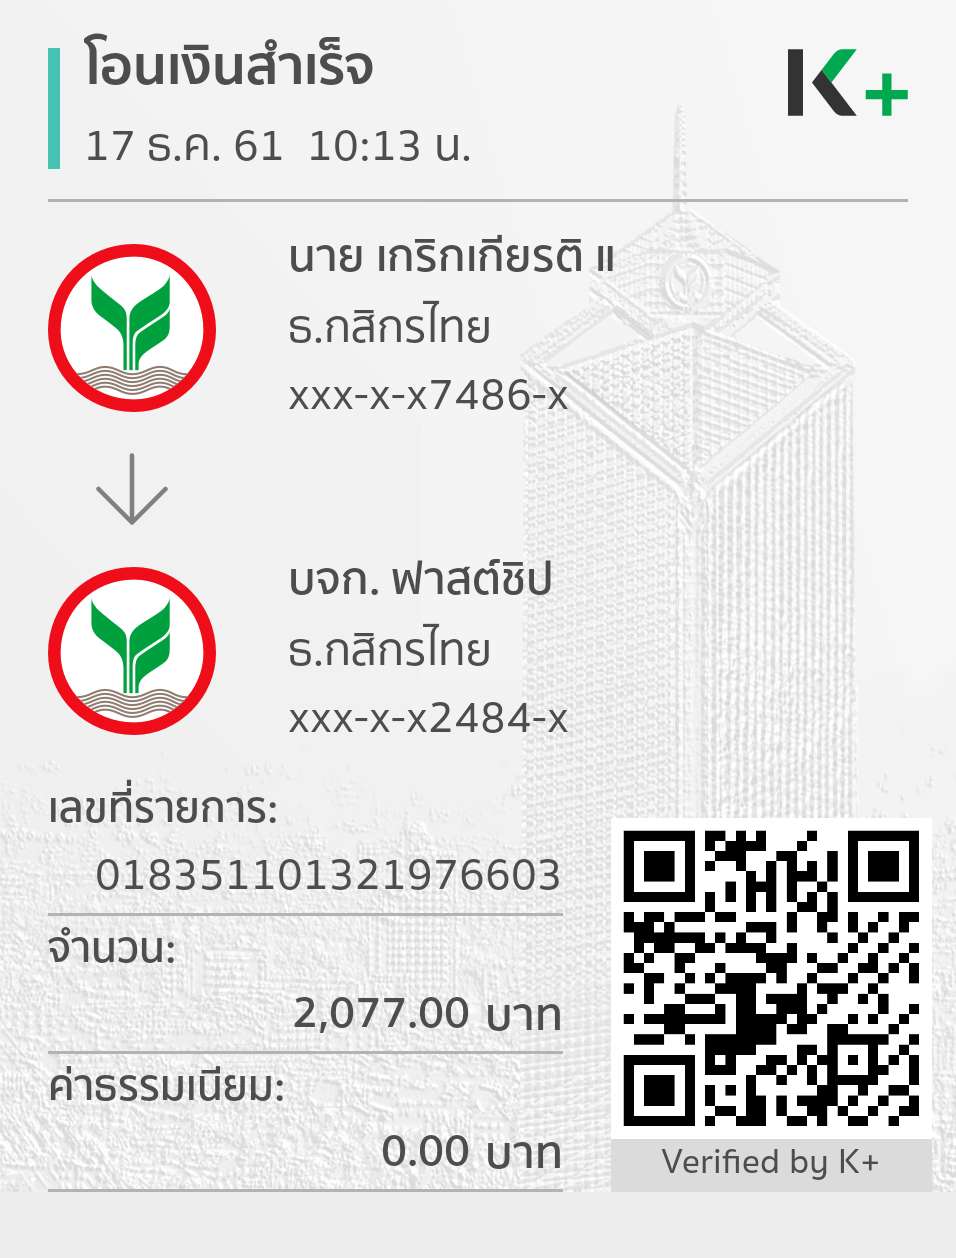 โอนเงินสำเร็จ
K+
17 ธ.ค. 61 10:13 น.
นาย เกริกเกียรติ แ
ธ.กสิกรไทย
xxx-x-x7486-x
บจก. ฟาสต์ชิป
ธ.กสิกรไทย
xxx-x-x2484-x
เลขที่รายการ:
018351101321976603
จำนวน:
2,077.00 บาท
ค่าธรรมเนียม:
0.00 บาท
Verified by K+